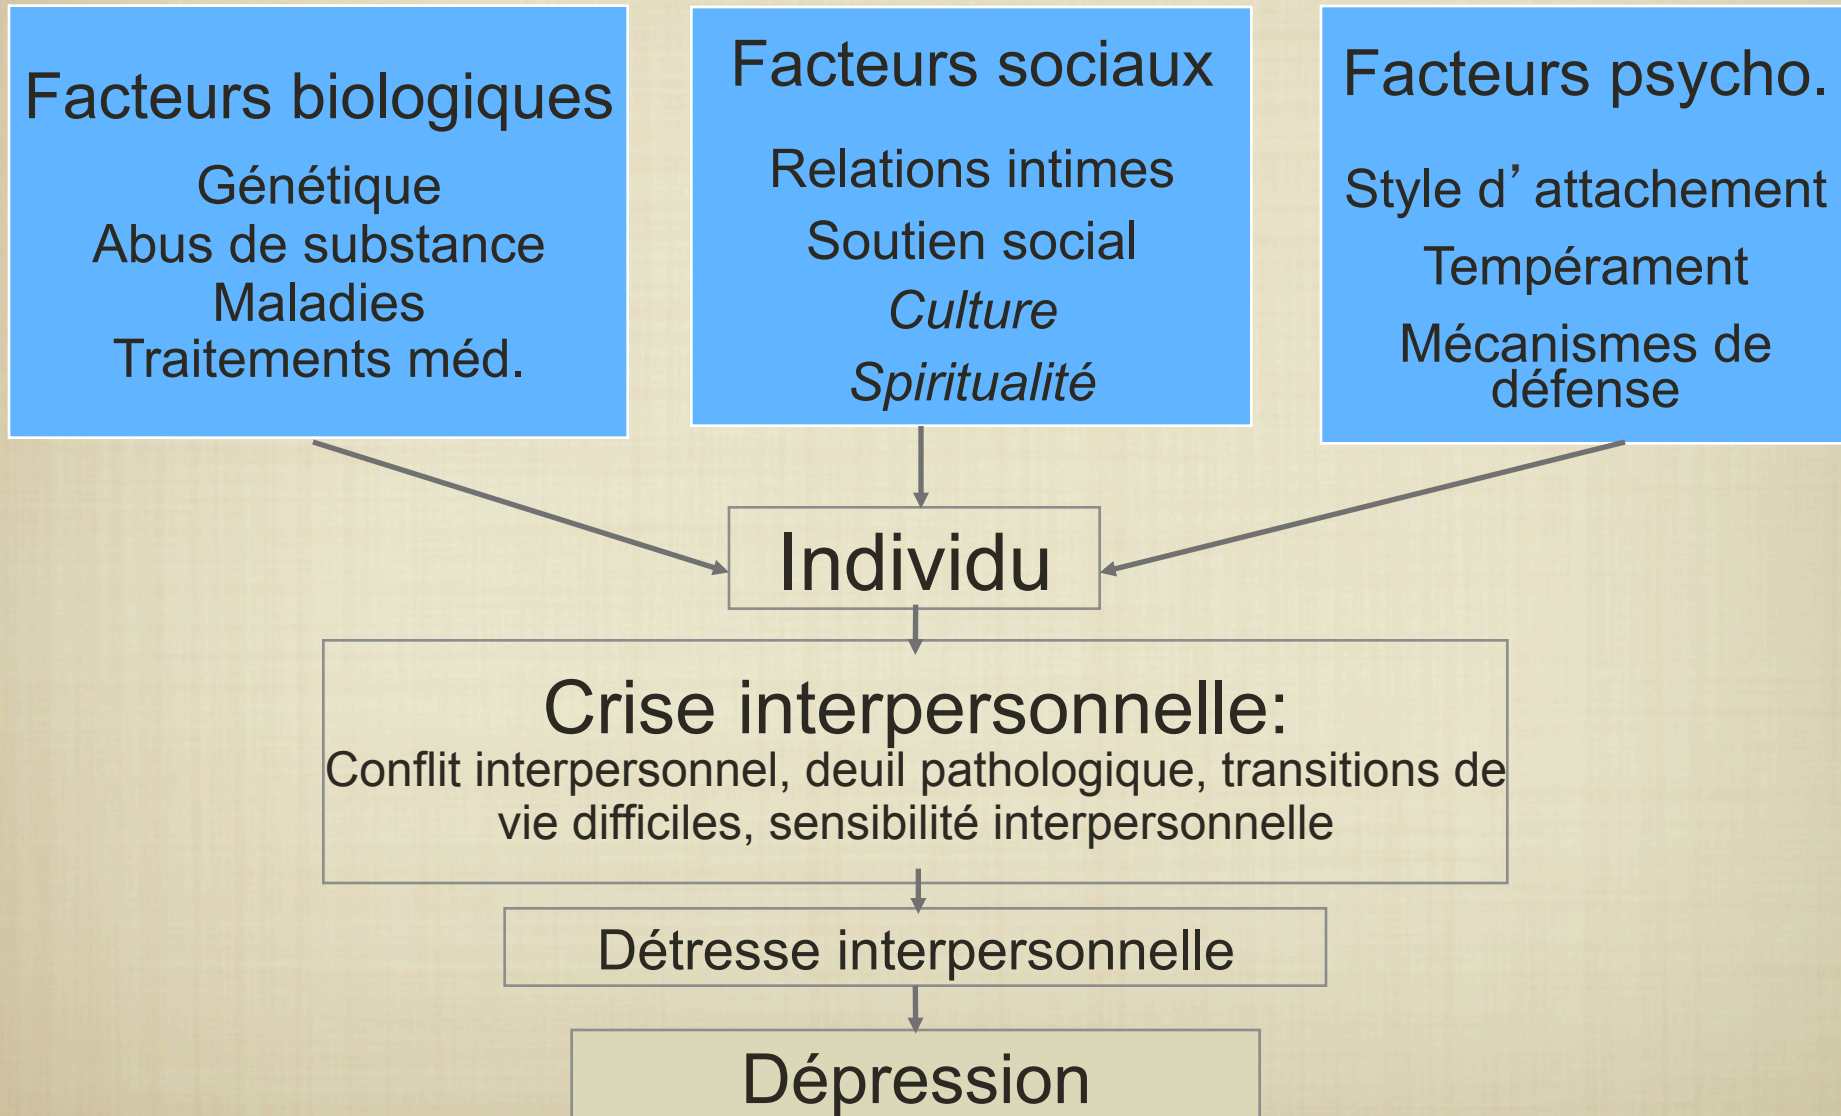 Facteurs biologiques
Génétique
Abus de substance
Maladies
Traitements méd.
Facteurs sociaux
Relations intimes
Soutien social
Culture
Spiritualité
Facteurs psycho.
Style d’ attachement
Tempérament
Mécanismes de
défense
Individu
Crise interpersonnelle:
Conflit interpersonnel, deuil pathologique, transitions de
vie difficiles, sensibilité interpersonnelle
Détresse interpersonnelle
Dépression